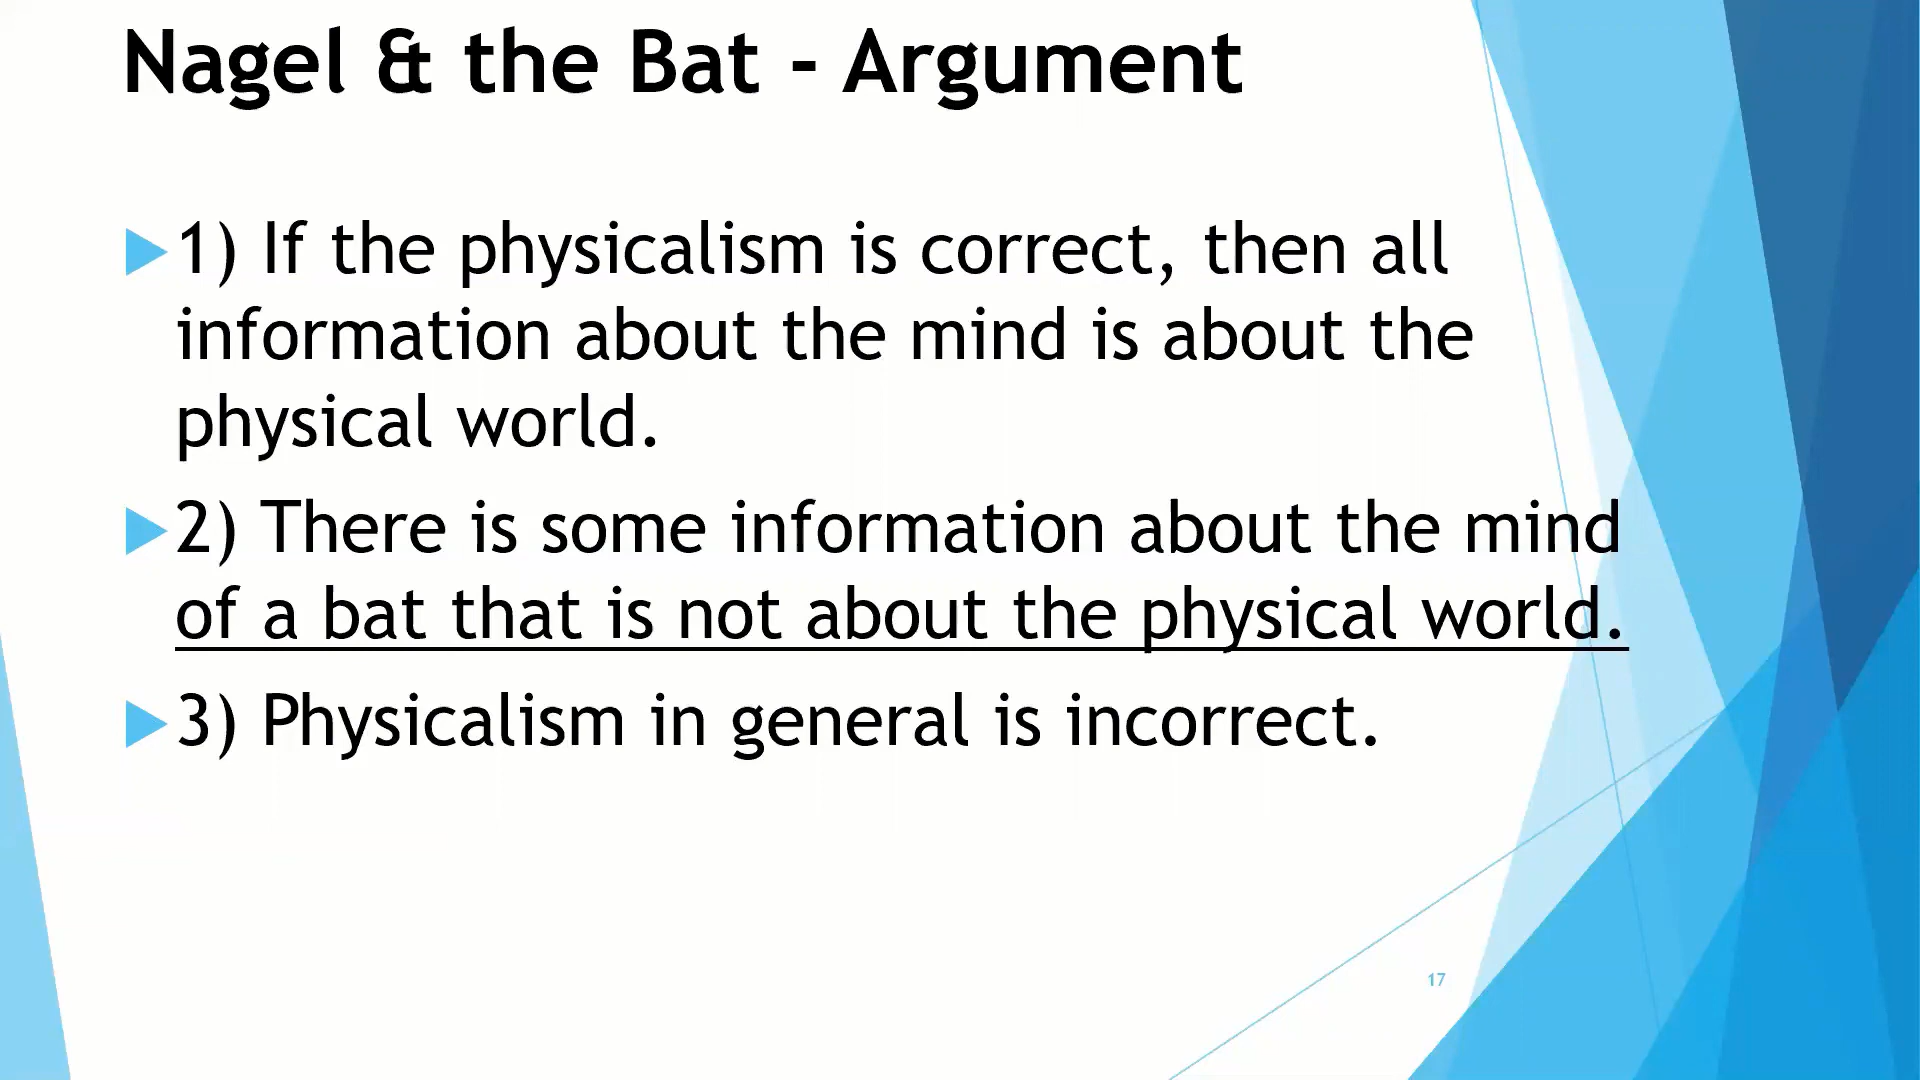 Nagel & the Bat - Argument
1) If the physicalism is correct, then all
information about the mind is about the
physical world.
2) There is some information about the mind
of a bat that is not about the physical world.
3) Physicalism in general is incorrect.
17